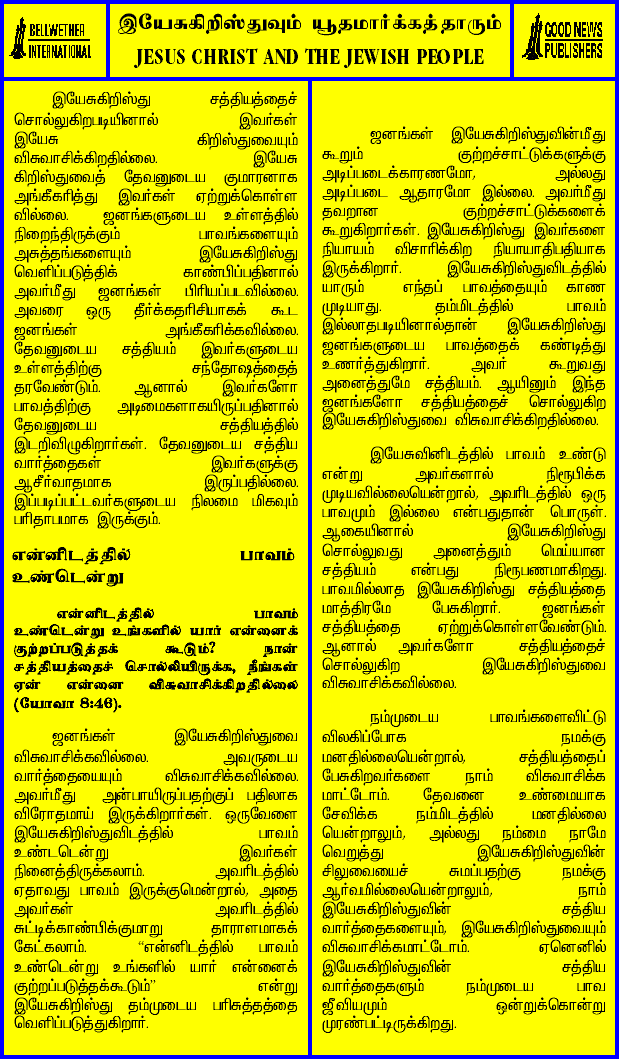 BELLWETHER
INTERNATIONAL
இயேசுகிறிஸ்துவும் யூதமார்க்கத்தாரும்
JESUS CHRIST AND THE JEWISH PEOPLE
GOOD NEWS
PUBLISHERS
இயேசுகிறிஸ்து சத்தியத்தைச்
சொல்லுகிறபடியினால் இவர்கள்
இயேசு கிறிஸ்துவையும்
விசுவாசிக்கிறதில்லை. இயேசு
கிறிஸ்துவைத் தேவனுடைய குமாரனாக
அங்கீகரித்து இவர்கள் ஏற்றுக்கொள்ள
வில்லை. ஜனங்களுடைய உள்ளத்தில்
நிறைந்திருக்கும் பாவங்களையும்
அசுத்தங்களையும் இயேசுகிறிஸ்து
வெளிப்படுத்திக் காண்பிப்பதினால்
அவர்மீது ஜனங்கள் பிரியப்படவில்லை.
அவரை ஒரு தீர்க்கதரிசியாகக் கூட
ஜனங்கள் அங்கீகரிக்கவில்லை.
தேவனுடைய சத்தியம் இவர்களுடைய
உள்ளத்திற்கு சந்தோஷத்தைத்
தரவேண்டும். ஆனால் இவர்களோ
பாவத்திற்கு அடிமைகளாகயிருப்பதினால்
தேவனுடைய சத்தியத்தில்
இடறிவிழுகிறார்கள். தேவனுடைய சத்திய
வார்த்தைகள் இவர்களுக்கு
ஆசீர்வாதமாக இருப்பதில்லை.
இப்படிப்பட்டவர்களுடைய நிலமை மிகவும்
பரிதாபமாக இருக்கும்.
என்னிடத்தில் பாவம்
உண்டென்று
என்னிடத்தில் பாவம்
உண்டென்று உங்களில் யார் என்னைக்
குற்றப்படுத்தக் கூடும்? நான்
சத்தியத்தைச் சொல்லியிருக்க, நீங்கள்
ஏன் என்னை விசுவாசிக்கிறதில்லை
(யோவா 8:46).
ஜனங்கள் இயேசுகிறிஸ்துவை
விசுவாசிக்கவில்லை. அவருடைய
வார்த்தையையும் விசுவாசிக்கவில்லை.
அவர்மீது அன்பாயிருப்பதற்குப் பதிலாக
விரோதமாய் இருக்கிறார்கள். ஒருவேளை
இயேசுகிறிஸ்துவிடத்தில் பாவம்
உண்டடென்று இவர்கள்
நினைத்திருக்கலாம். அவரிடத்தில்
ஏதாவது பாவம் இருக்குமென்றால், அதை
அவர்கள் அவரிடத்தில்
சுட்டிக்காண்பிக்குமாறு தாராளமாகக்
கேட்கலாம். “என்னிடத்தில் பாவம்
உண்டென்று உங்களில் யார் என்னைக்
குற்றப்படுத்தக்கூடும்” என்று
இயேசுகிறிஸ்து தம்முடைய பரிசுத்தத்தை
வெளிப்படுத்துகிறார்.
ஜனங்கள் இயேசுகிறிஸ்துவின்மீது
கூறும் குற்றச்சாட்டுக்களுக்கு
அடிப்படைக்காரணமோ, அல்லது
அடிப்படை ஆதாரமோ இல்லை. அவர்மீது
தவறான குற்றச்சாட்டுக்களைக்
கூறுகிறார்கள். இயேசுகிறிஸ்து இவர்களை
நியாயம் விசாரிக்கிற நியாயாதிபதியாக
இருக்கிறார். இயேசுகிறிஸ்துவிடத்தில்
யாரும் எந்தப் பாவத்தையும் காண
முடியாது. தம்மிடத்தில் பாவம்
இல்லாதபடியினால்தான் இயேசுகிறிஸ்து
ஜனங்களுடைய பாவத்தைக் கண்டித்து
உணர்த்துகிறார். அவர் கூறுவது
அனைத்துமே சத்தியம். ஆயினும் இந்த
ஜனங்களோ சத்தியத்தைச் சொல்லுகிற
இயேசுகிறிஸ்துவை விசுவாசிக்கிறதில்லை.
இயேசுவினிடத்தில் பாவம் உண்டு
என்று அவர்களால் நிரூபிக்க
முடியவில்லையென்றால், அவரிடத்தில் ஒரு
பாவமும் இல்லை என்பதுதான் பொருள்.
ஆகையினால் இயேசுகிறிஸ்து
சொல்லுவது அனைத்தும் மெய்யான
சத்தியம் என்பது நிரூபணமாகிறது.
பாவமில்லாத இயேசுகிறிஸ்து சத்தியத்தை
மாத்திரமே பேசுகிறார். ஜனங்கள்
சத்தியத்தை ஏற்றுக்கொள்ளவேண்டும்.
ஆனால் அவர்களோ சத்தியத்தைச்
சொல்லுகிற இயேசுகிறிஸ்துவை
விசுவாசிக்கவில்லை.
நம்முடைய பாவங்களைவிட்டு
விலகிப்போக நமக்கு
மனதில்லையென்றால், சத்தியத்தைப்
பேசுகிறவர்களை நாம் விசுவாசிக்க
மாட்டோம். தேவனை உண்மையாக
சேவிக்க நம்மிடத்தில் மனதில்லை
யென்றாலும், அல்லது நம்மை நாமே
வெறுத்து இயேசுகிறிஸ்துவின்
சிலுவையைச் சுமப்பதற்கு நமக்கு
ஆர்வமில்லையென்றாலும், நாம்
இயேசுகிறிஸ்துவின் சத்திய
வார்த்தைகளையும், இயேசுகிறிஸ்துவையும்
விசுவாசிக்கமாட்டோம். ஏனெனில்
இயேசுகிறிஸ்துவின் சத்திய
வார்த்தைகளும் நம்முடைய பாவ
ஜீவியமும் ஒன்றுக்கொன்று
முரண்பட்டிருக்கிறது.